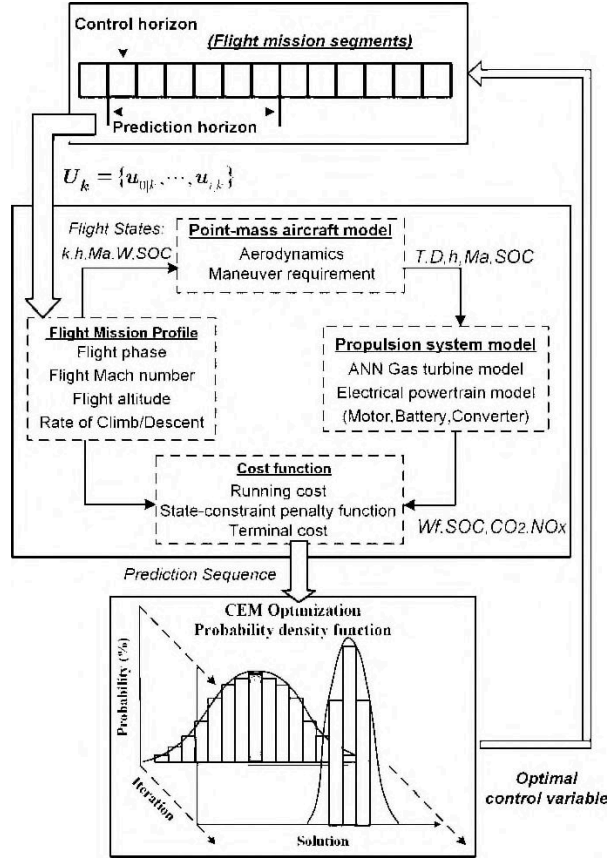 Control horizon
(Flight mission segments)
Prediction horizon
U_k = {u_{0|k}, ⋯, u_{i,k}}
Flight States:
k.h,Ma.W,SOC
Point-mass aircraft model
Aerodynamics
Maneuver requirement
T.D,h,Ma,SOC
Flight Mission Profile
Flight phase
Flight Mach number
Flight altitude
Rate of Climb/Descent
Propulsion system model
ANN Gas turbine model
Electrical powertrain model
(Motor,Battery,Converter)
Cost function
Running cost
State-constraint penalty function
Terminal cost
Wf.SOC,CO2.NOx
Prediction Sequence
CEM Optimization
Probability density function
Probability (%)
Iteration
Solution
Optimal
control variable